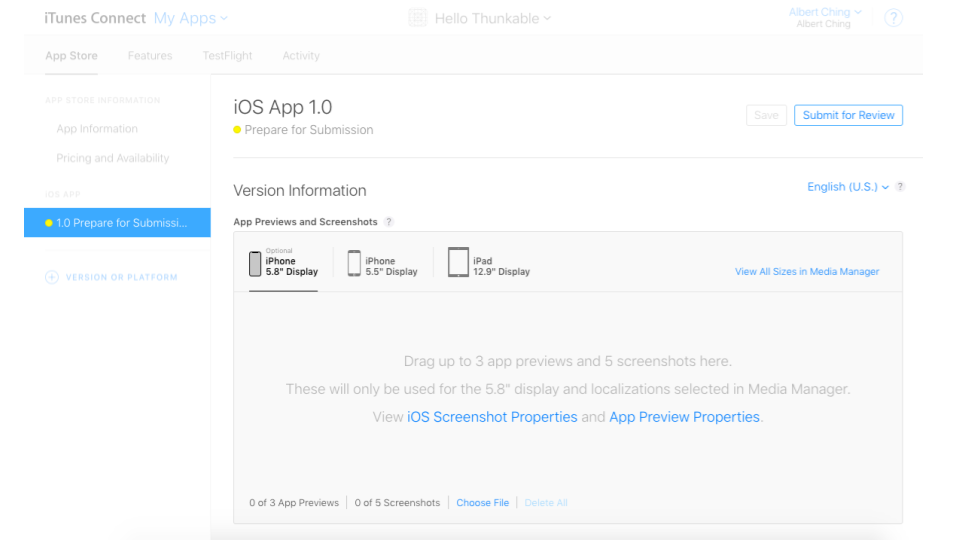 iTunes Connect My Apps
Hello Thunkable
Albert Ching
Albert Ching
?
App Store Features TestFlight Activity
APP STORE INFORMATION
App Information
Pricing and Availability
iOS APP
1.0 Prepare for Submissi...
VERSION OR PLATFORM
iOS App 1.0
Prepare for Submission
Save Submit for Review
Version Information
English (U.S.) ?
App Previews and Screenshots ?
Optional
iPhone
5.8" Display
iPhone
5.5" Display
iPad
12.9" Display
View All Sizes in Media Manager
Drag up to 3 app previews and 5 screenshots here.
These will only be used for the 5.8" display and localizations selected in Media Manager.
View iOS Screenshot Properties and App Preview Properties.
0 of 3 App Previews 0 of 5 Screenshots Choose File Delete All